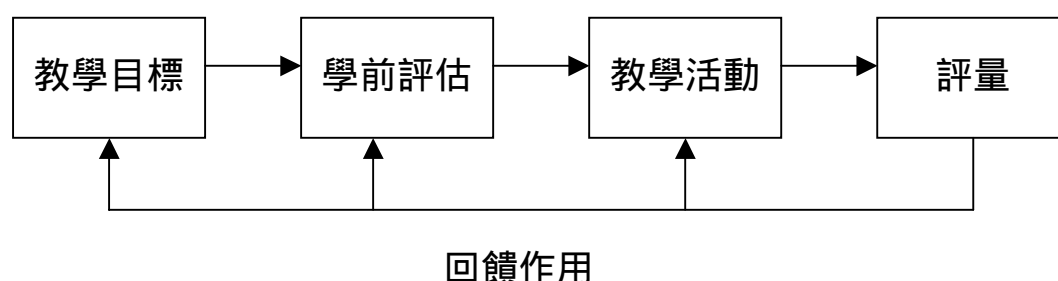 教學目標
學前評估
教學活動
評量
回饋作用